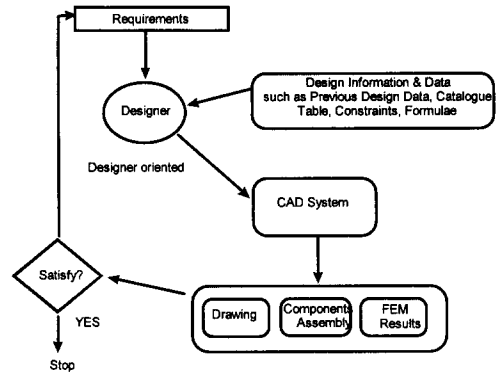 Requirements
Design Information & Data
such as Previous Design Data, Catalogue
Table, Constraints, Formulae
Designer
Designer oriented
CAD System
Satisfy?
Drawing
Components
Assembly
FEM
Results
YES
Stop